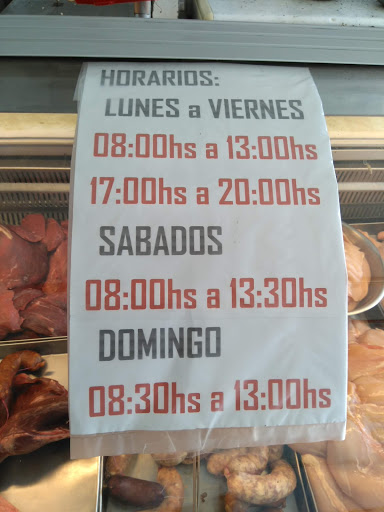 HORARIOS:
LUNES a VIERNES
08:00hs a 13:00hs
17:00hs a 20:00hs
SABADOS
08:00hs a 13:30hs
DOMINGO
08:30hs a 13:00hs